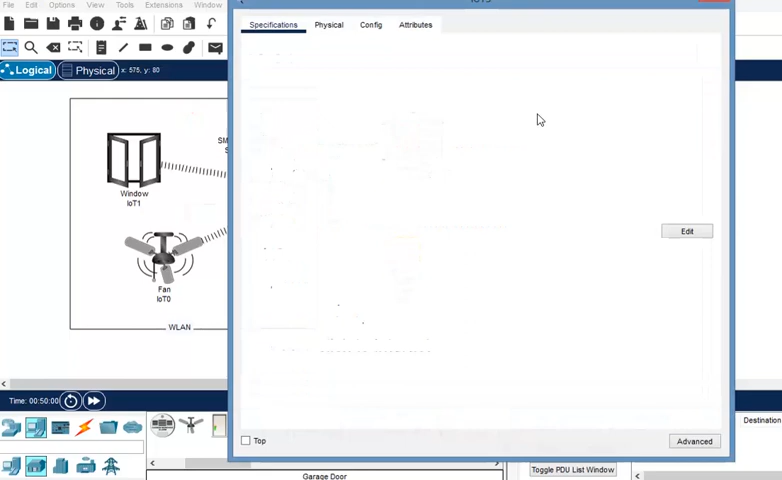 File Edit Options View Tools Extensions Window
Specifications Physical Config Attributes
Logical
Physical x: 575, y: 80
Window
IoT1
Fan
IoT0
WLAN
Edit
Time: 00:50:00
Top
Advanced
Destination
Toggle PDU List Window
Garage Door